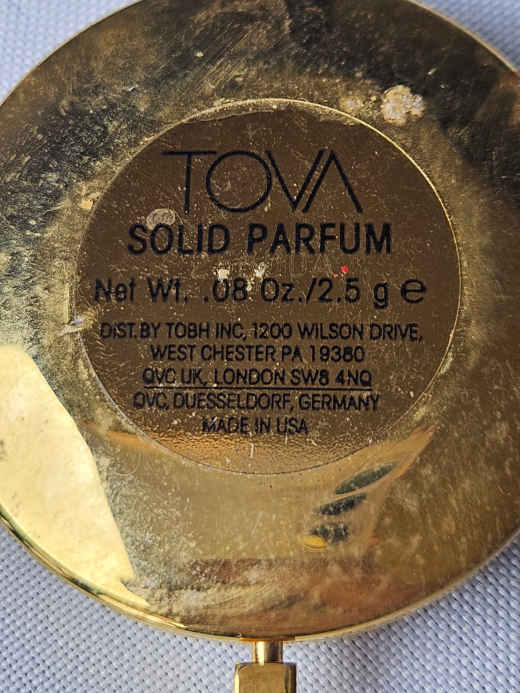 TOVA
SOLID PARFUM
Net Wt. .08 Oz./2.5 g ℮
DIST. BY TOBH INC, 1200 WILSON DRIVE,
WEST CHESTER PA 19380
QVC UK, LONDON SW8 4NQ
QVC, DUESSELDORF, GERMANY
MADE IN USA